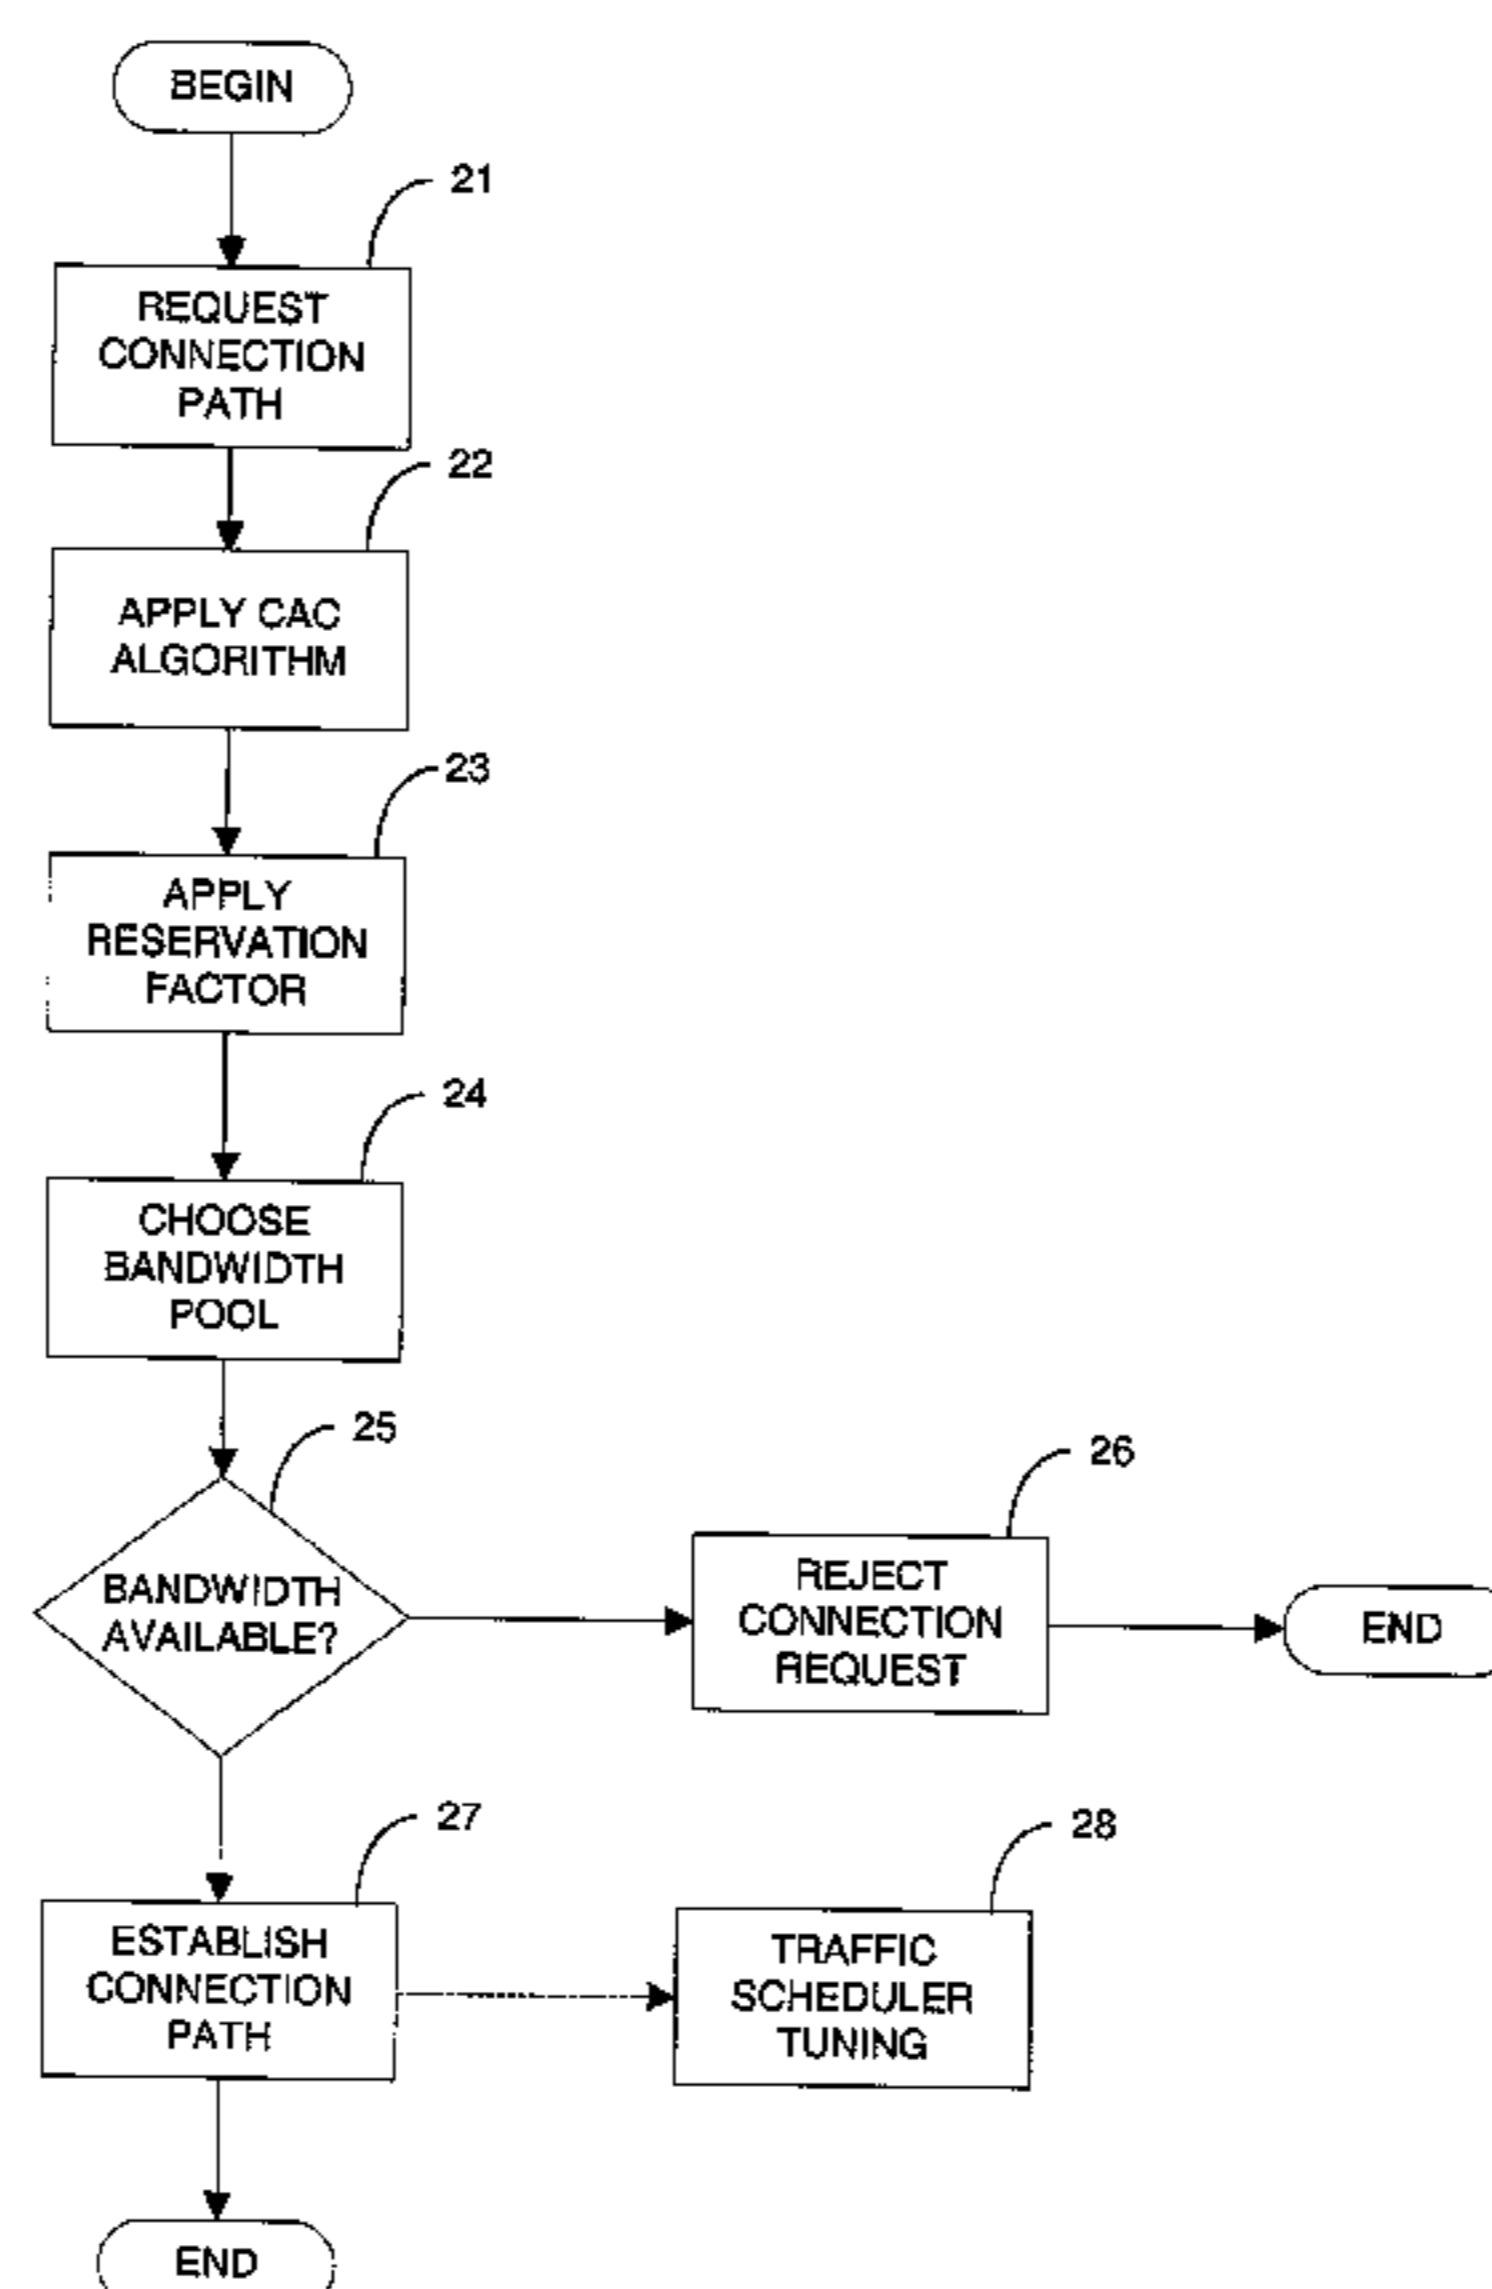 BEGIN
21
REQUEST
CONNECTION
PATH
22
APPLY CAC
ALGORITHM
23
APPLY
RESERVATION
FACTOR
24
CHOOSE
BANDWIDTH
POOL
25
BANDWIDTH
AVAILABLE?
26
REJECT
CONNECTION
REQUEST
END
27
ESTABLISH
CONNECTION
PATH
28
TRAFFIC
SCHEDULER
TUNING
END